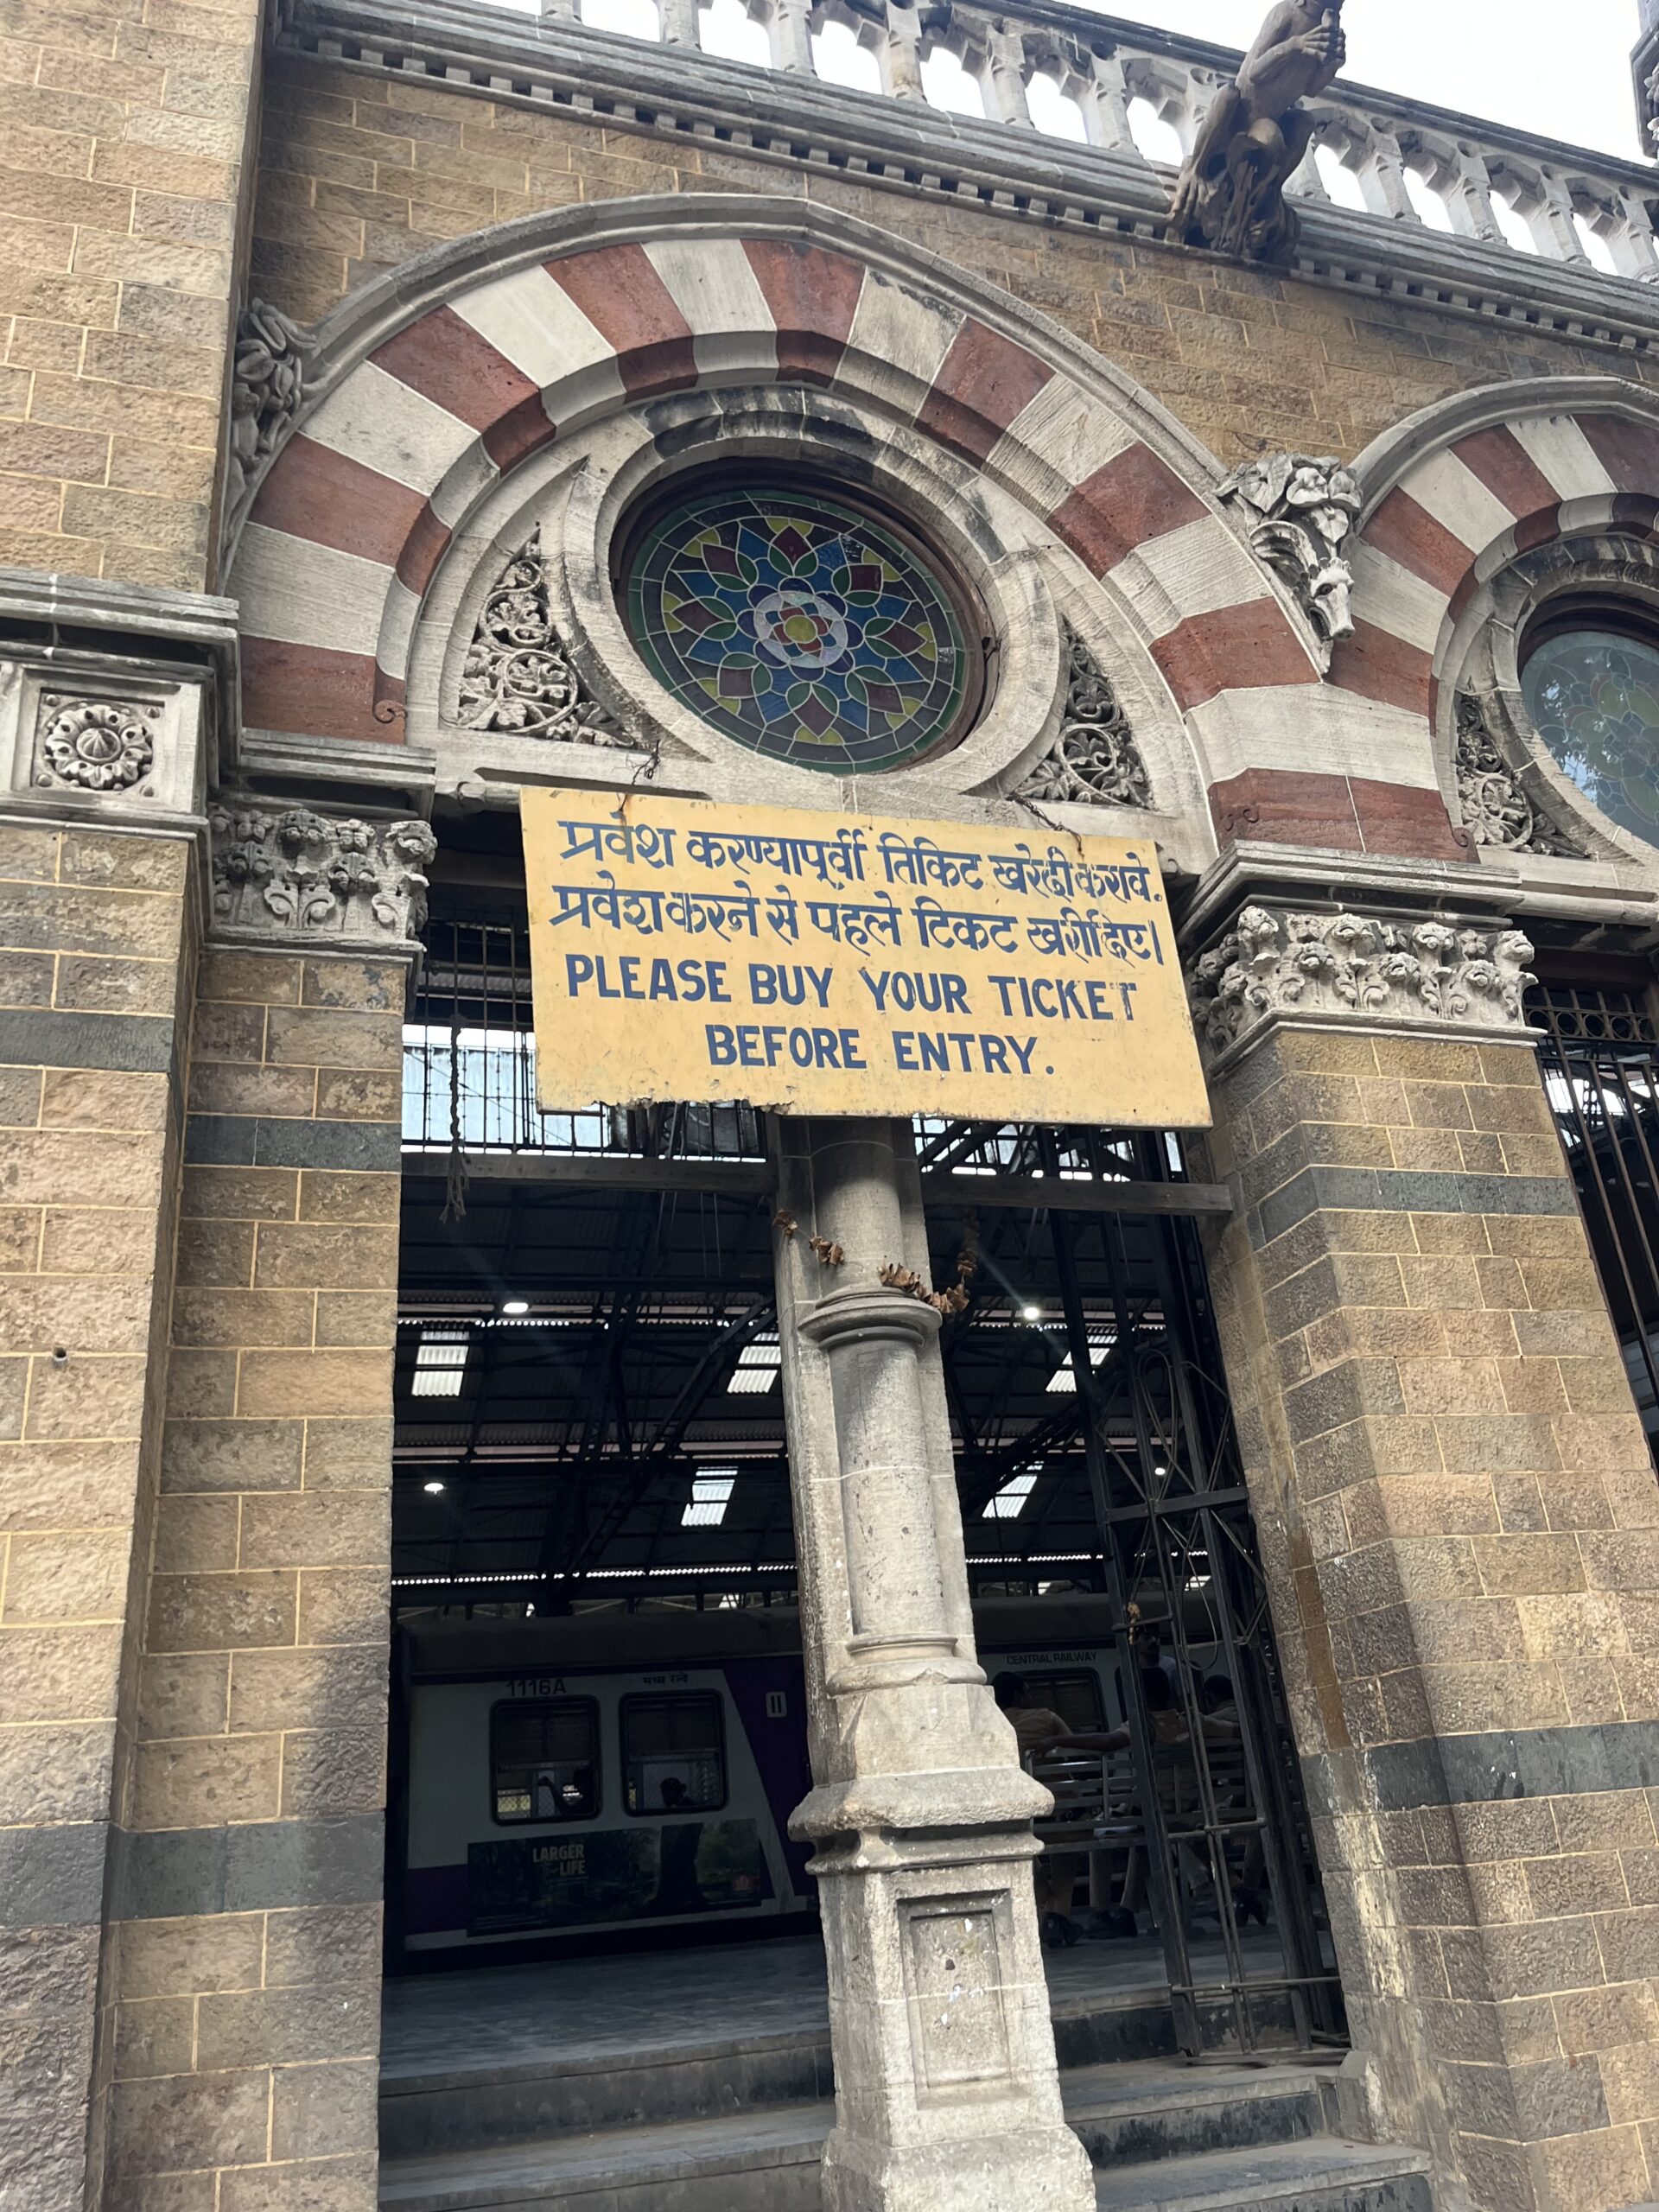 प्रवेश करण्यापूर्वी तिकिट खरेदी करावे.
प्रवेश करने से पहले टिकट खरीदिए।
PLEASE BUY YOUR TICKET
BEFORE ENTRY.
CENTRAL RAILWAY
1116A
मध्य रेल्वे
LARGER
LIFE